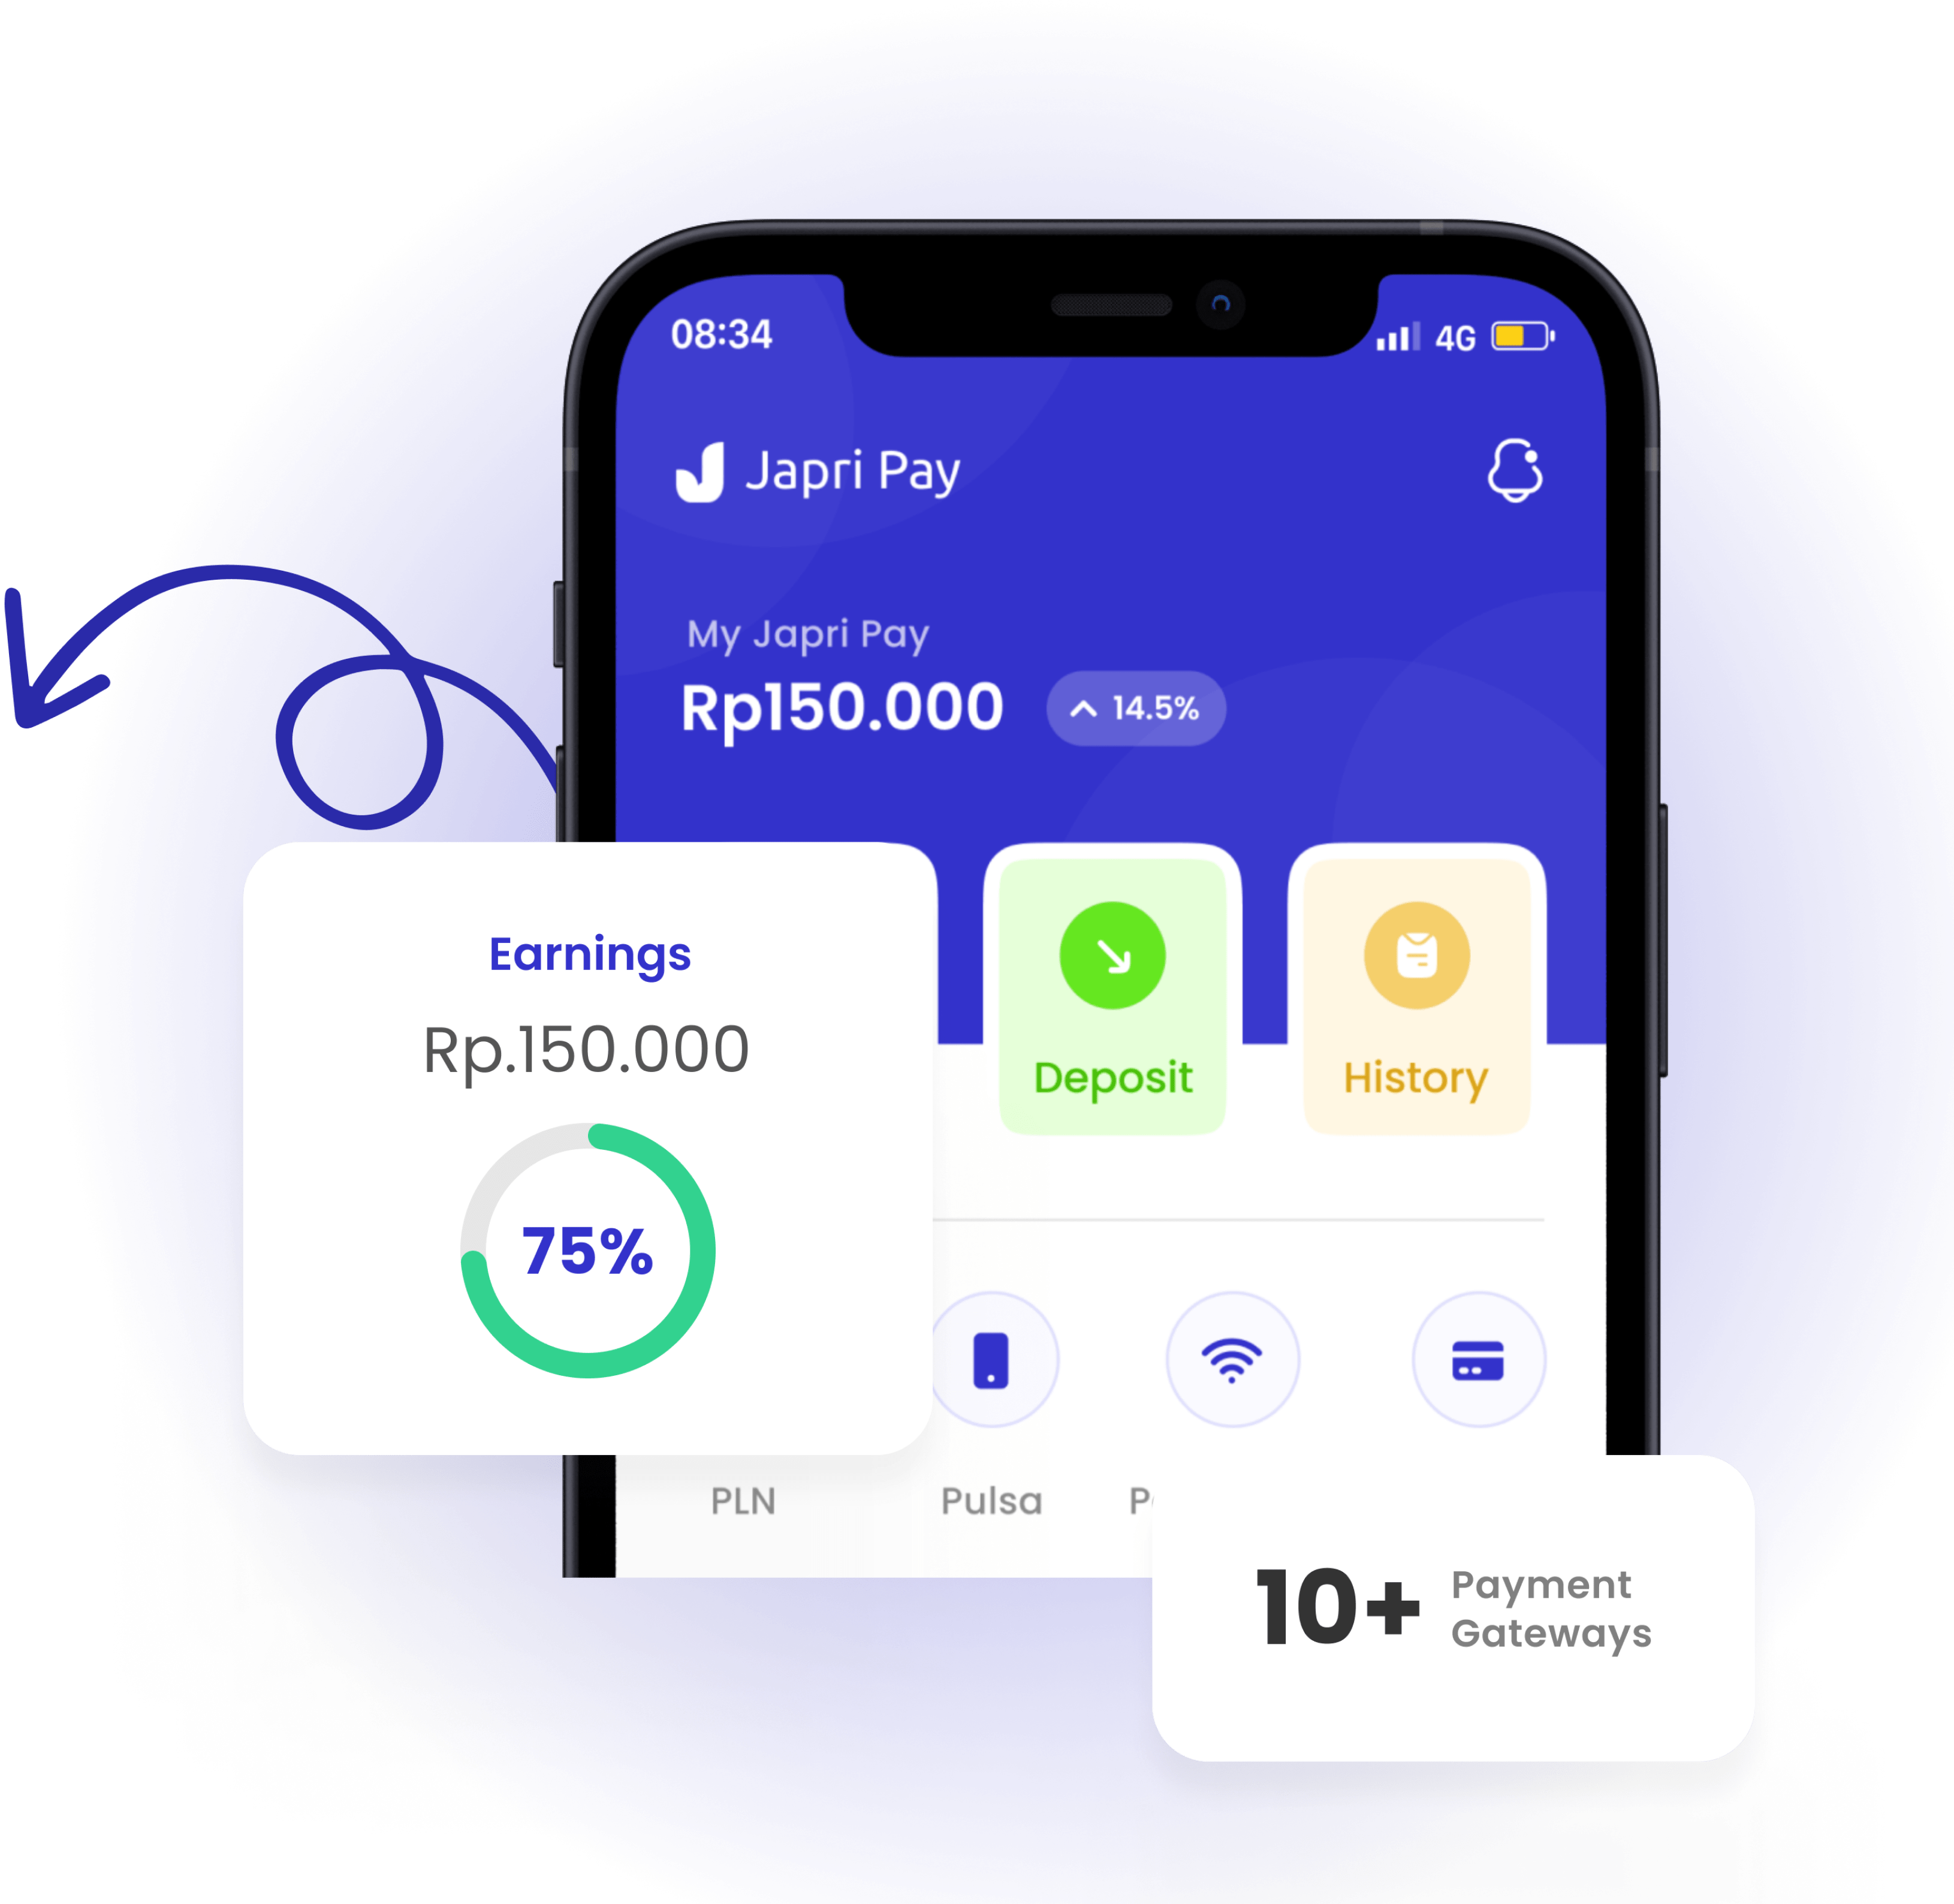 08:34
4G
Japri Pay
My Japri Pay
Rp150.000
14.5%
Earnings
Rp.150.000
75%
Deposit
History
PLN
Pulsa
10+
Payment
Gateways